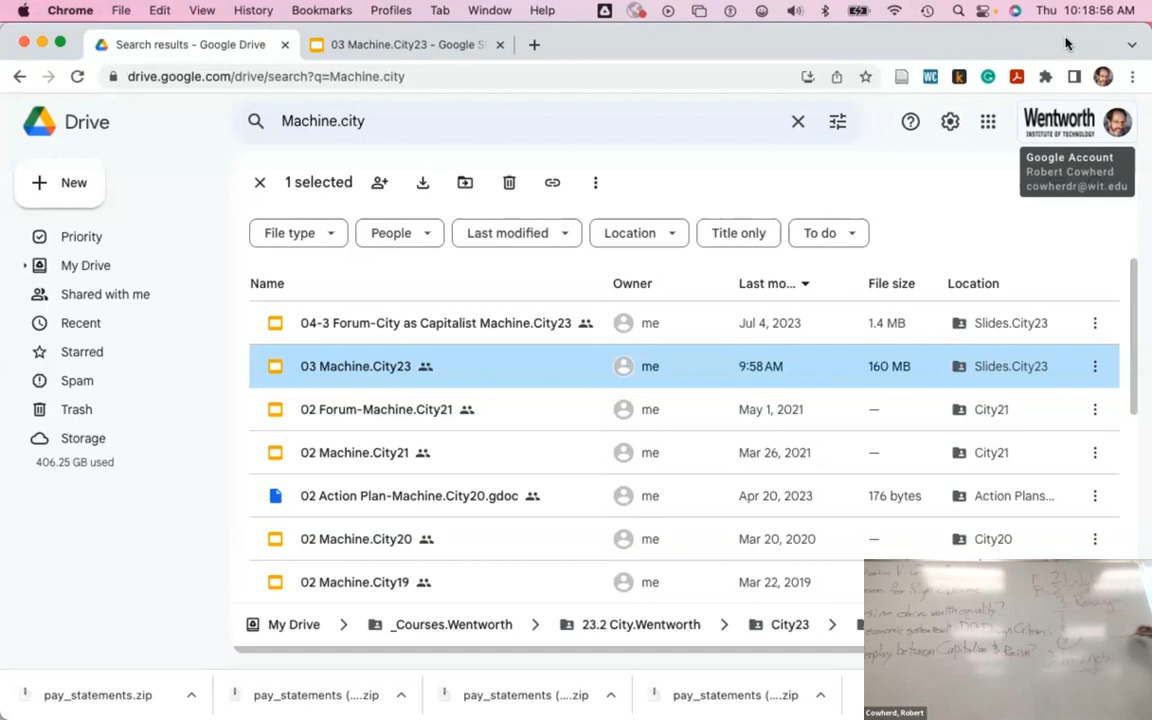 Chrome File Edit View History Bookmarks Profiles Tab Window Help Thu 10:18:56 AM
Search results - Google Drive 03 Machine.City23 - Google S
drive.google.com/drive/search?q=Machine.city
Drive Machine.city Wentworth
INSTITUTE OF TECHNOLOGY
Google Account
Robert Cowherd
cowherdr@wit.edu
New 1 selected
File type People Last modified Location Title only To do
Priority
My Drive
Shared with me
Recent
Starred
Spam
Trash
Storage
406.25 GB used
Name Owner Last mo... File size Location
04-3 Forum-City as Capitalist Machine.City23 me Jul 4, 2023 1.4 MB Slides.City23
03 Machine.City23 me 9:58 AM 160 MB Slides.City23
02 Forum-Machine.City21 me May 1, 2021 — City21
02 Machine.City21 me Mar 26, 2021 — City21
02 Action Plan-Machine.City20.gdoc me Apr 20, 2023 176 bytes Action Plans...
02 Machine.City20 me Mar 20, 2020 — City20
02 Machine.City19 me Mar 22, 2019
My Drive _Courses.Wentworth 23.2 City.Wentworth City23
pay_statements.zip pay_statements (....zip pay_statements (....zip pay_statements (....zip
wealth equality?
between Capitalism & Racism?
Cowherd, Robert